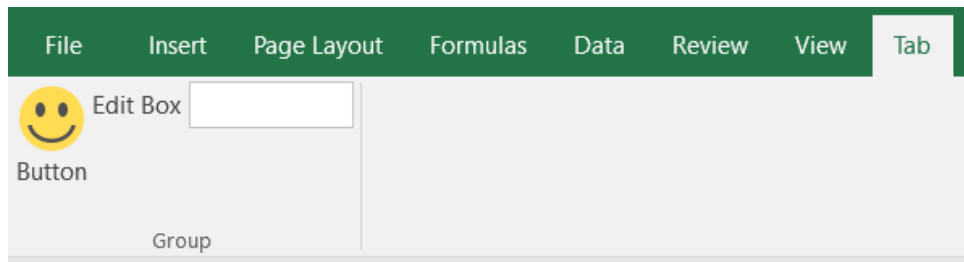 File Insert Page Layout Formulas Data Review View Tab
Edit Box
Button
Group